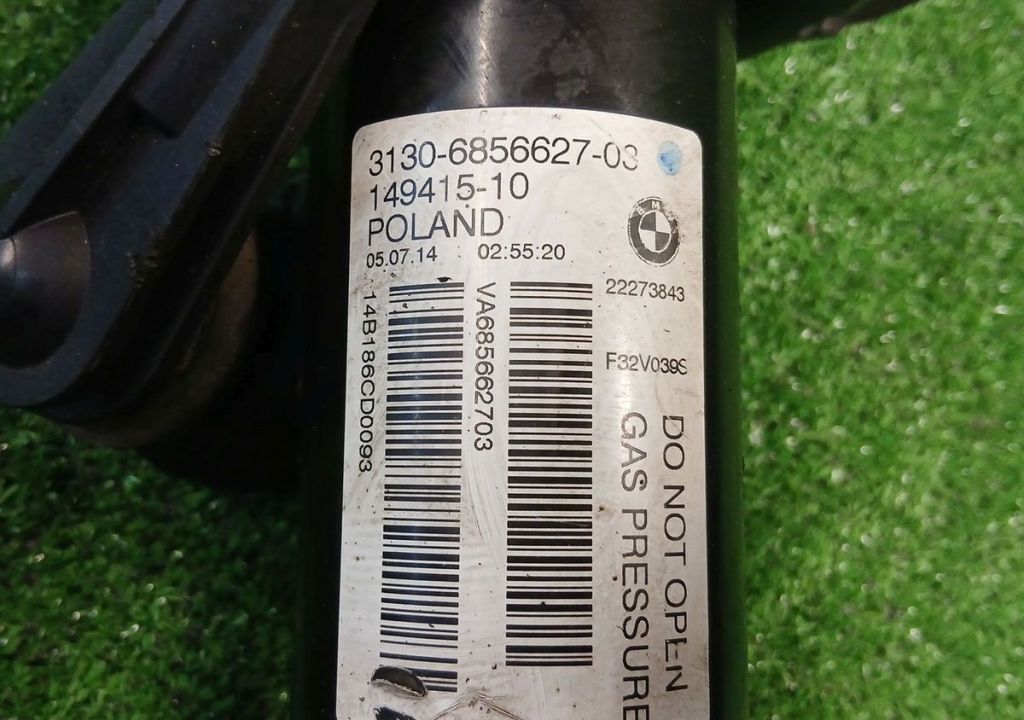 3130-6856627-03
149415-10
POLAND
05.07.14 02:55:20
BMW
22273843
F32V039S
14B186CD0093
VA685662703
DO NOT OPEN
GAS PRESSURE